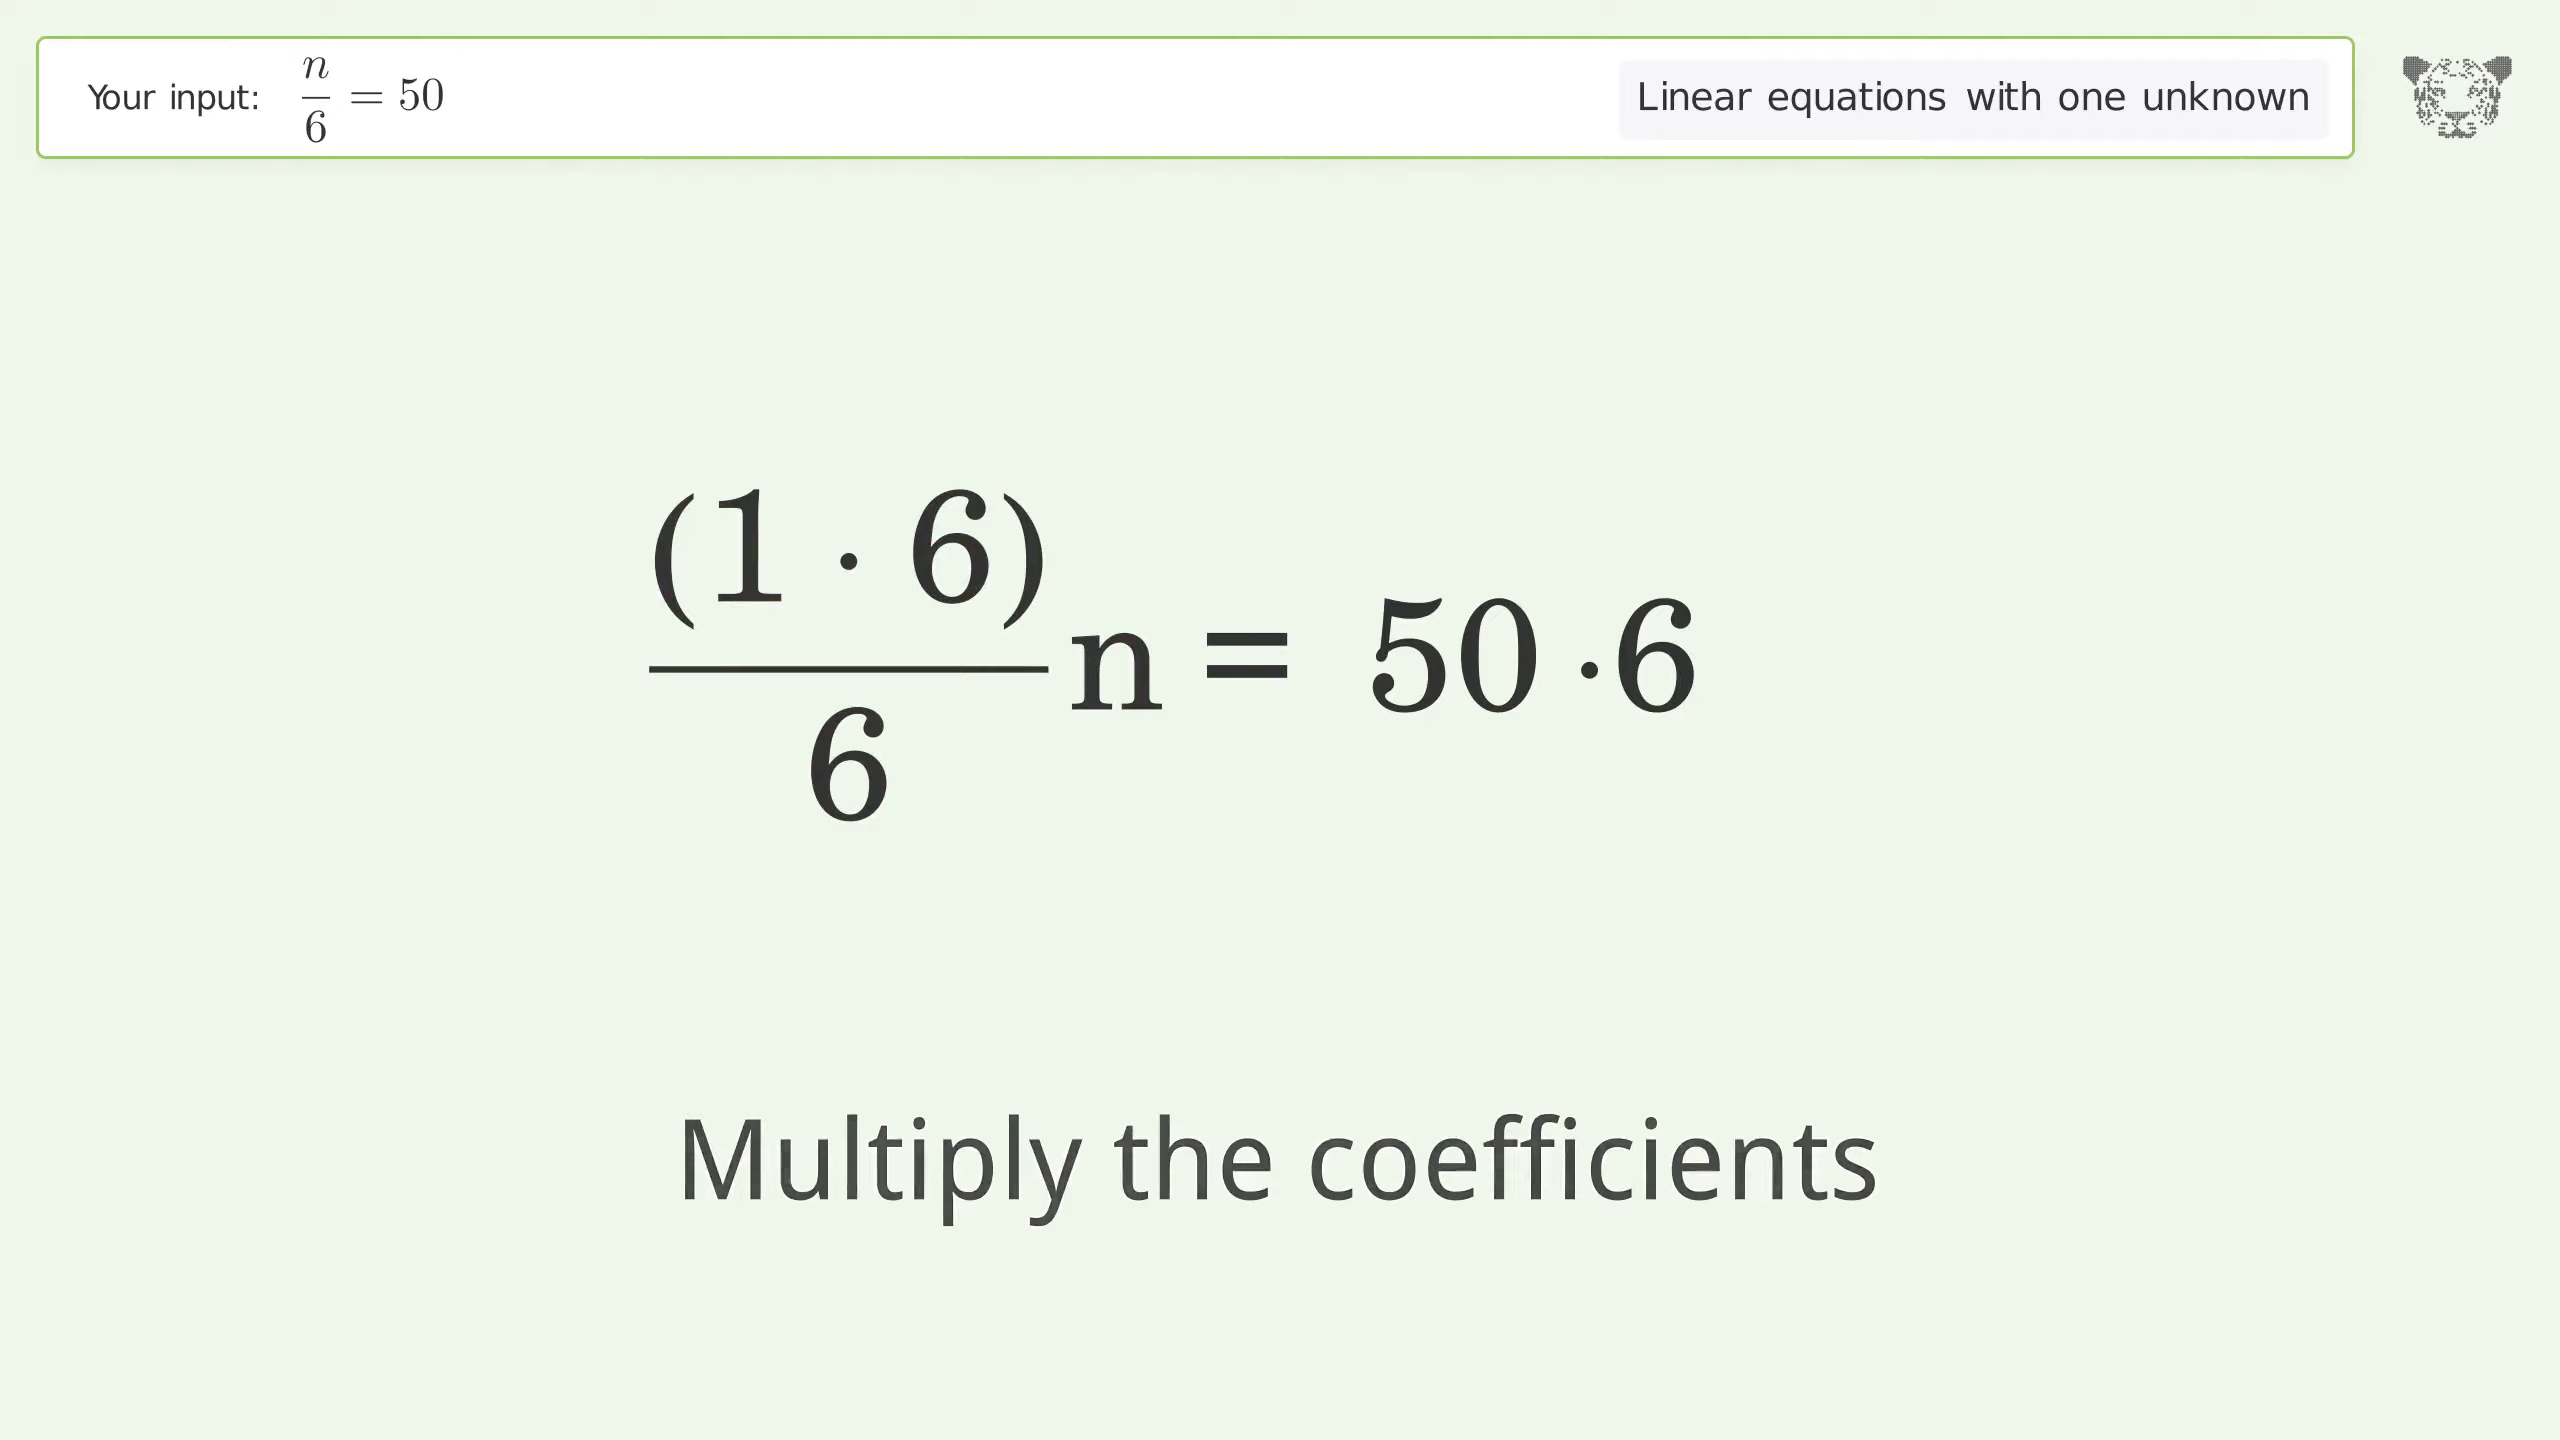 Your input: n/6 = 50
Linear equations with one unknown
(1 · 6)/6 n = 50 · 6
Multiply the coefficients